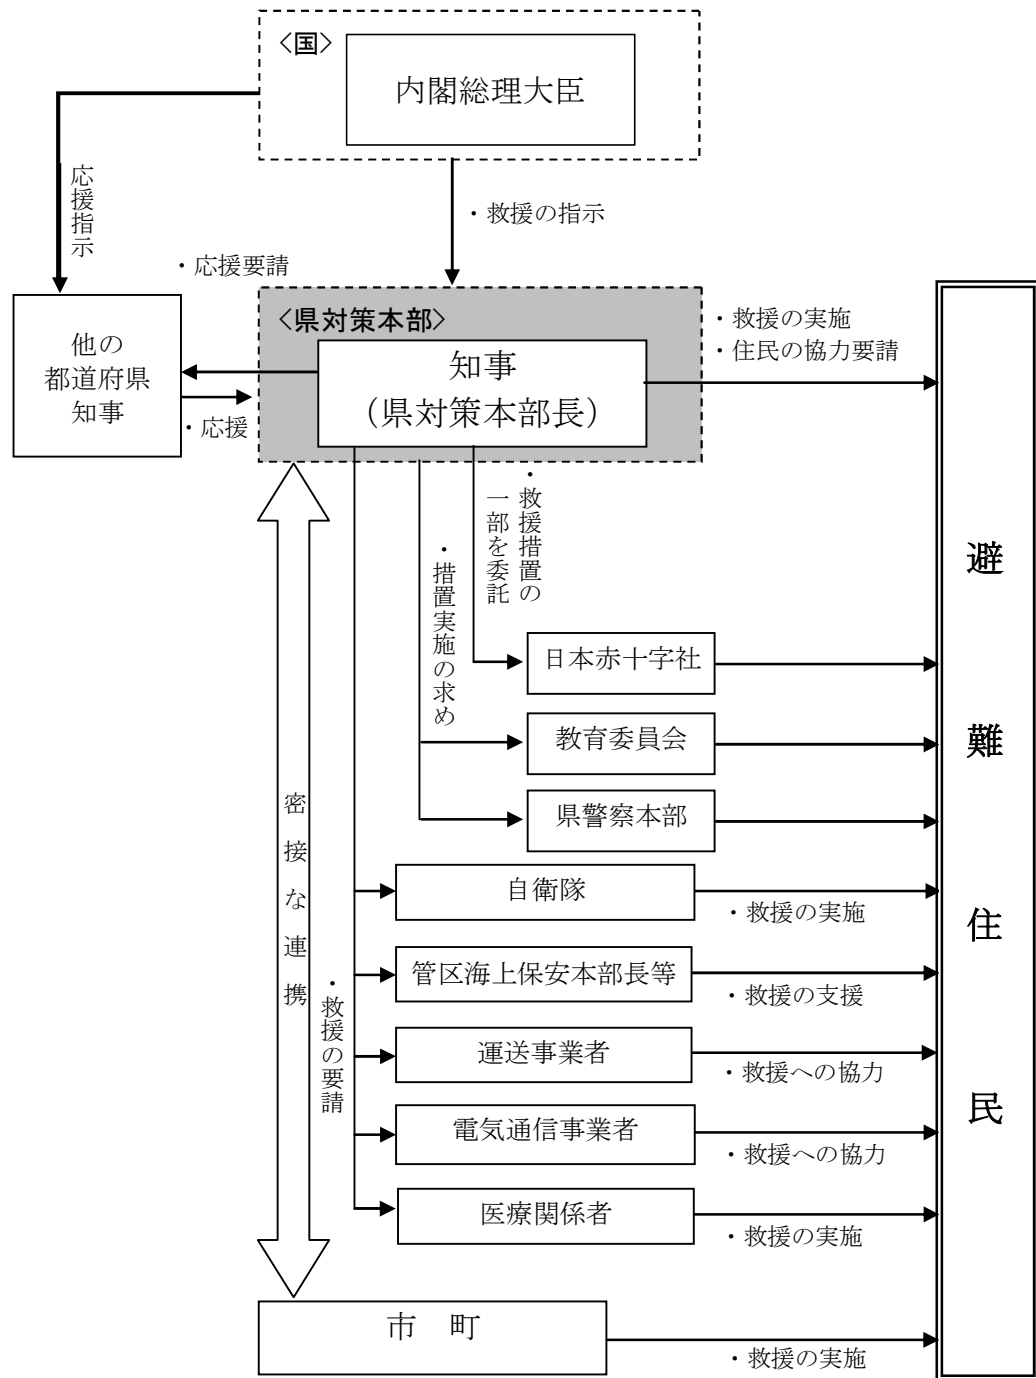 〈国〉
内閣総理大臣
応援指示
・救援の指示
・応援要請
他の
都道府県
知事
・応援
〈県対策本部〉
知事
（県対策本部長）
・救援の実施
・住民の協力要請
・救援措置の
一部を委託
・措置実施の求め
日本赤十字社
教育委員会
県警察本部
密接な連携
・救援の要請
自衛隊
・救援の実施
管区海上保安本部長等
・救援の支援
運送事業者
・救援への協力
電気通信事業者
・救援への協力
医療関係者
・救援の実施
市　町
・救援の実施
避難住民